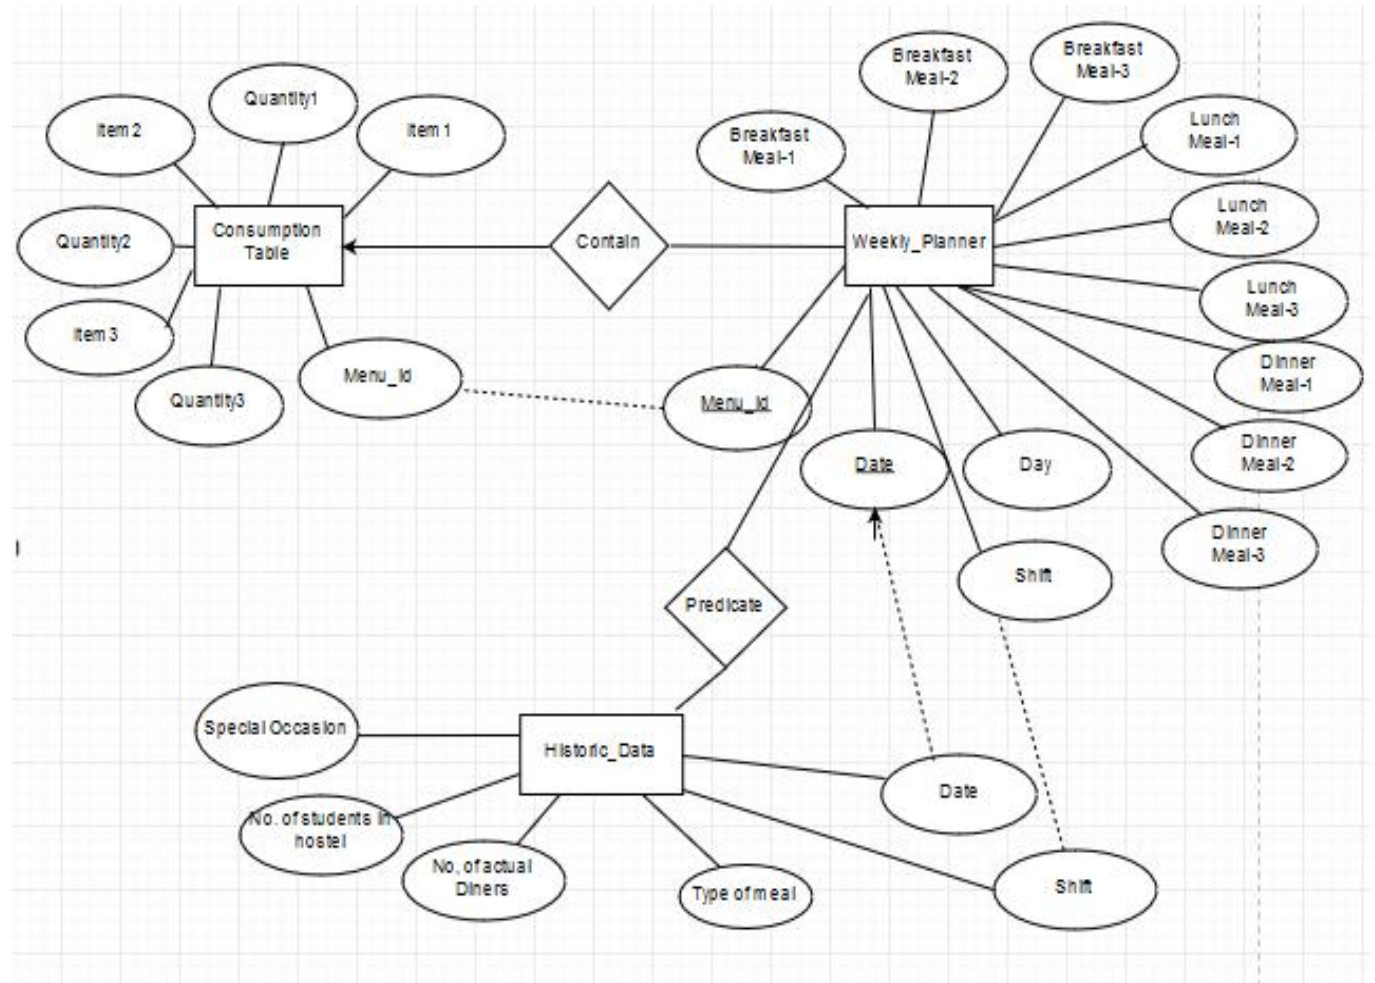 Breakfast
Meal-2
Breakfast
Meal-3
Quantity1
Item 2
Item 1
Breakfast
Meal-1
Lunch
Meal-1
Consumption
Table
Contain
Weekly_Planner
Lunch
Meal-2
Quantity2
Lunch
Meal-3
Item 3
Menu_Id
Quantity3
Menu_Id
Dinner
Meal-1
Date
Day
Dinner
Meal-2
Dinner
Meal-3
Shift
Predicate
Special Occasion
Historic_Data
Date
No. of students in
hostel
No. of actual
Diners
Type of meal
Shift